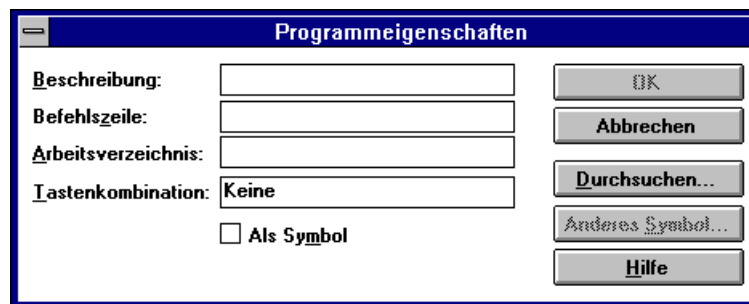 Programmeigenschaften
Beschreibung:
OK
Befehlszeile:
Abbrechen
Arbeitsverzeichnis:
Durchsuchen...
Tastenkombination: Keine
Als Symbol
Anderes Symbol...
Hilfe